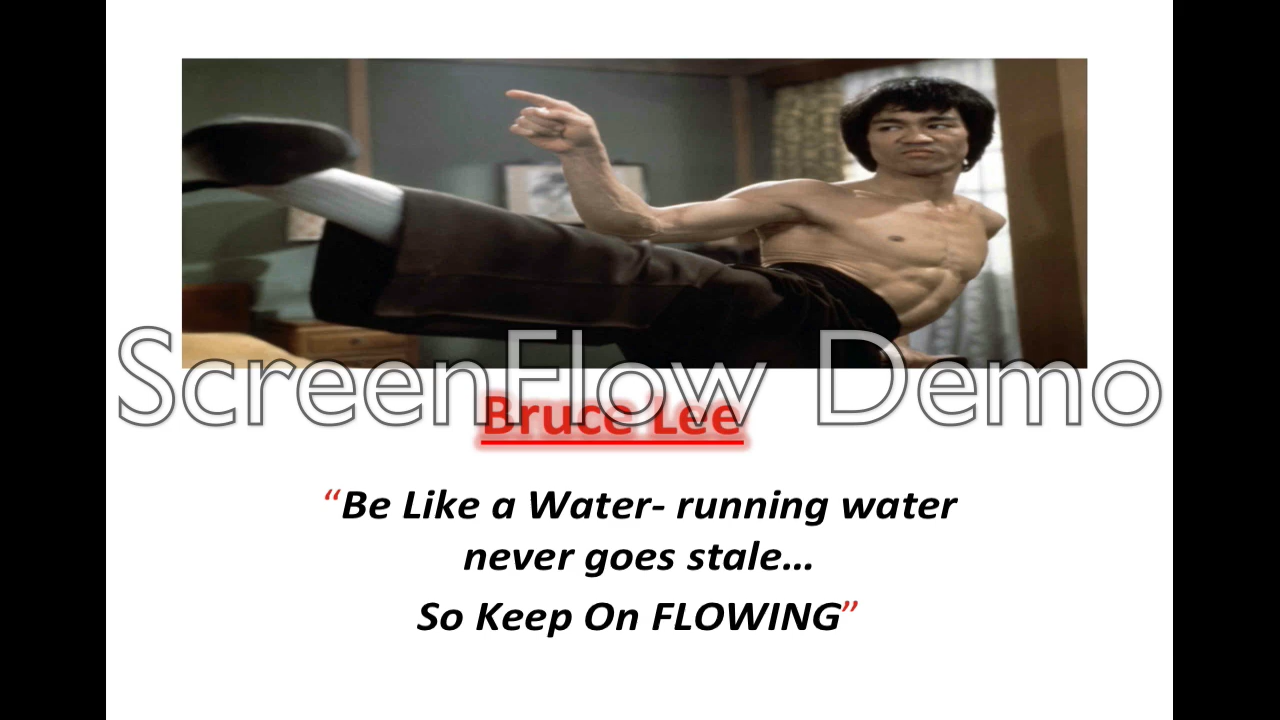 ScreenFlow Demo
Bruce Lee
“Be Like a Water- running water
never goes stale...
So Keep On FLOWING”